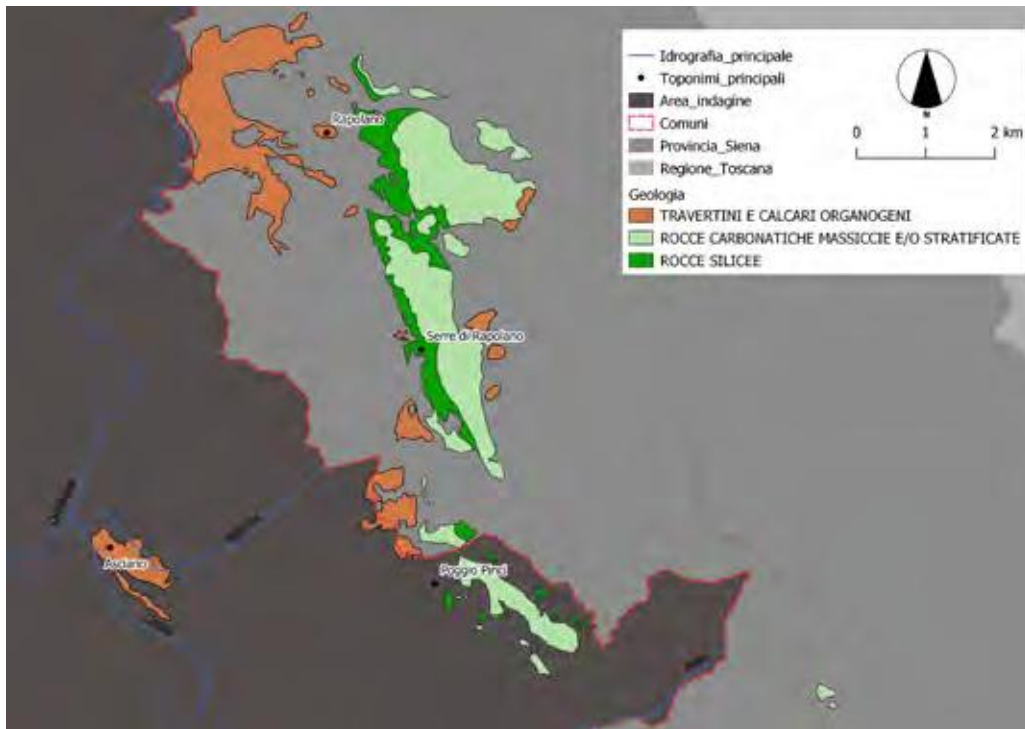 Idrografia_principale
Toponimi_principali
Area_indagine
Comuni
Provincia_Siena
Regione_Toscana
Geologia
TRAVERTINI E CALCARI ORGANOGENI
ROCCE CARBONATICHE MASSICCIE E/O STRATIFICATE
ROCCE SILICEE
N
0 1 2 km
Rapolano
Serre di Rapolano
Asciano
Poggio Pinci